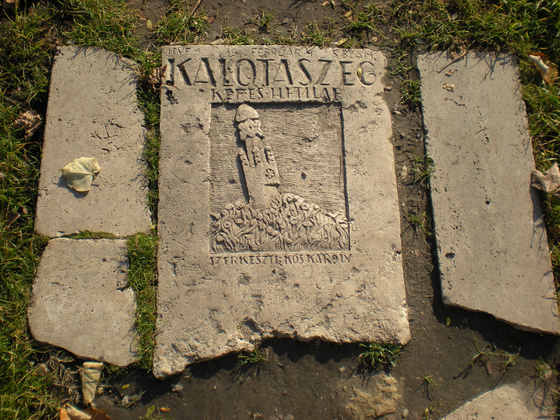 FEBRUÁR
KALOTASZEG
KÉPES HETILAP
SZERKESZTI: KÓS KÁROLY